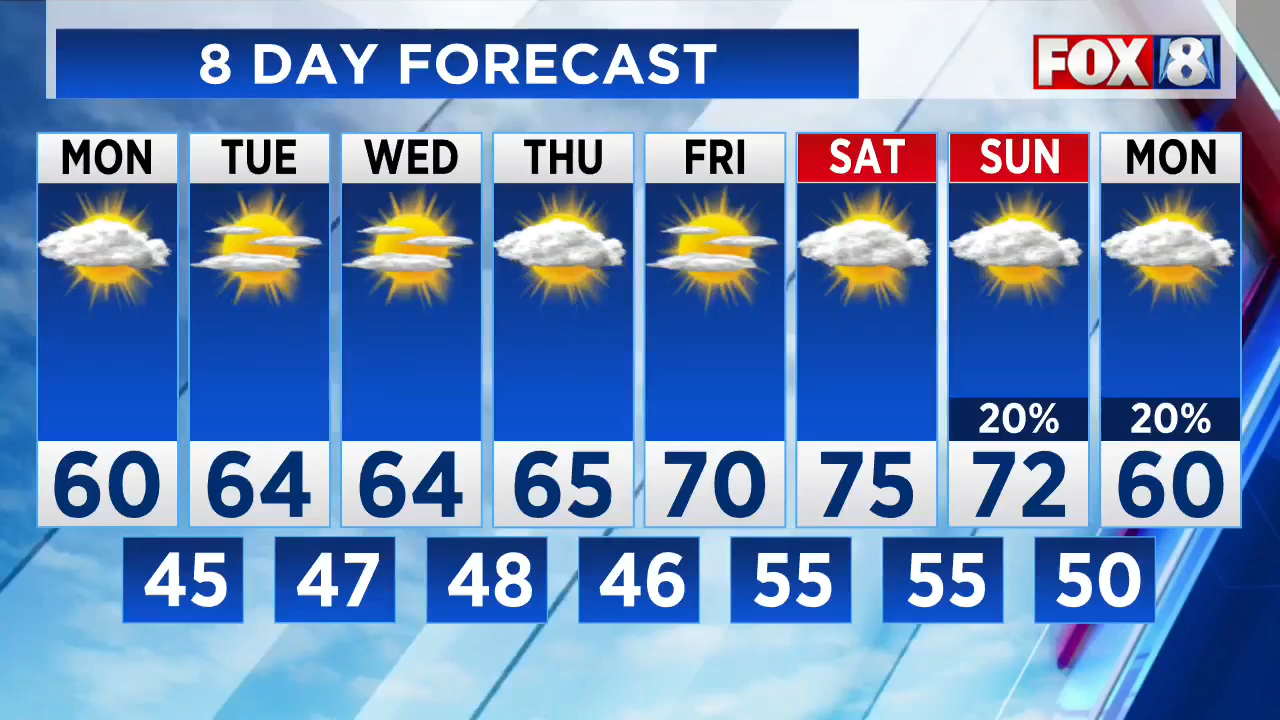 8 DAY FORECAST
FOX 8
MON TUE WED THU FRI SAT SUN MON
20% 20%
60 64 64 65 70 75 72 60
45 47 48 46 55 55 50